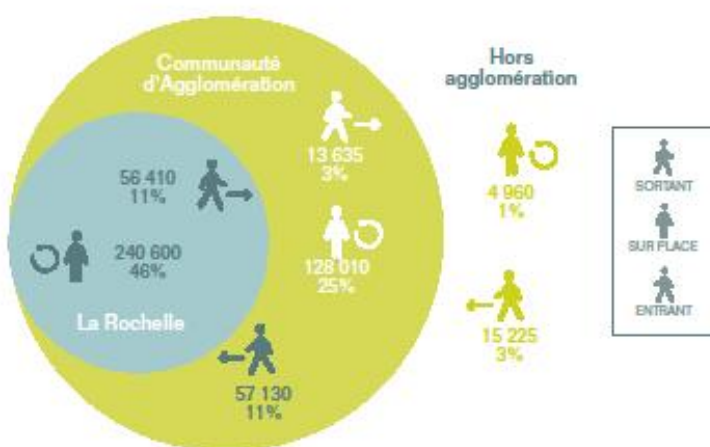 Communauté
d'Agglomération
Hors
agglomération
13 635
3%
4 960
1%
56 410
11%
240 600
46%
128 010
25%
La Rochelle
57 130
11%
15 225
3%
SORTANT
SUR PLACE
ENTRANT